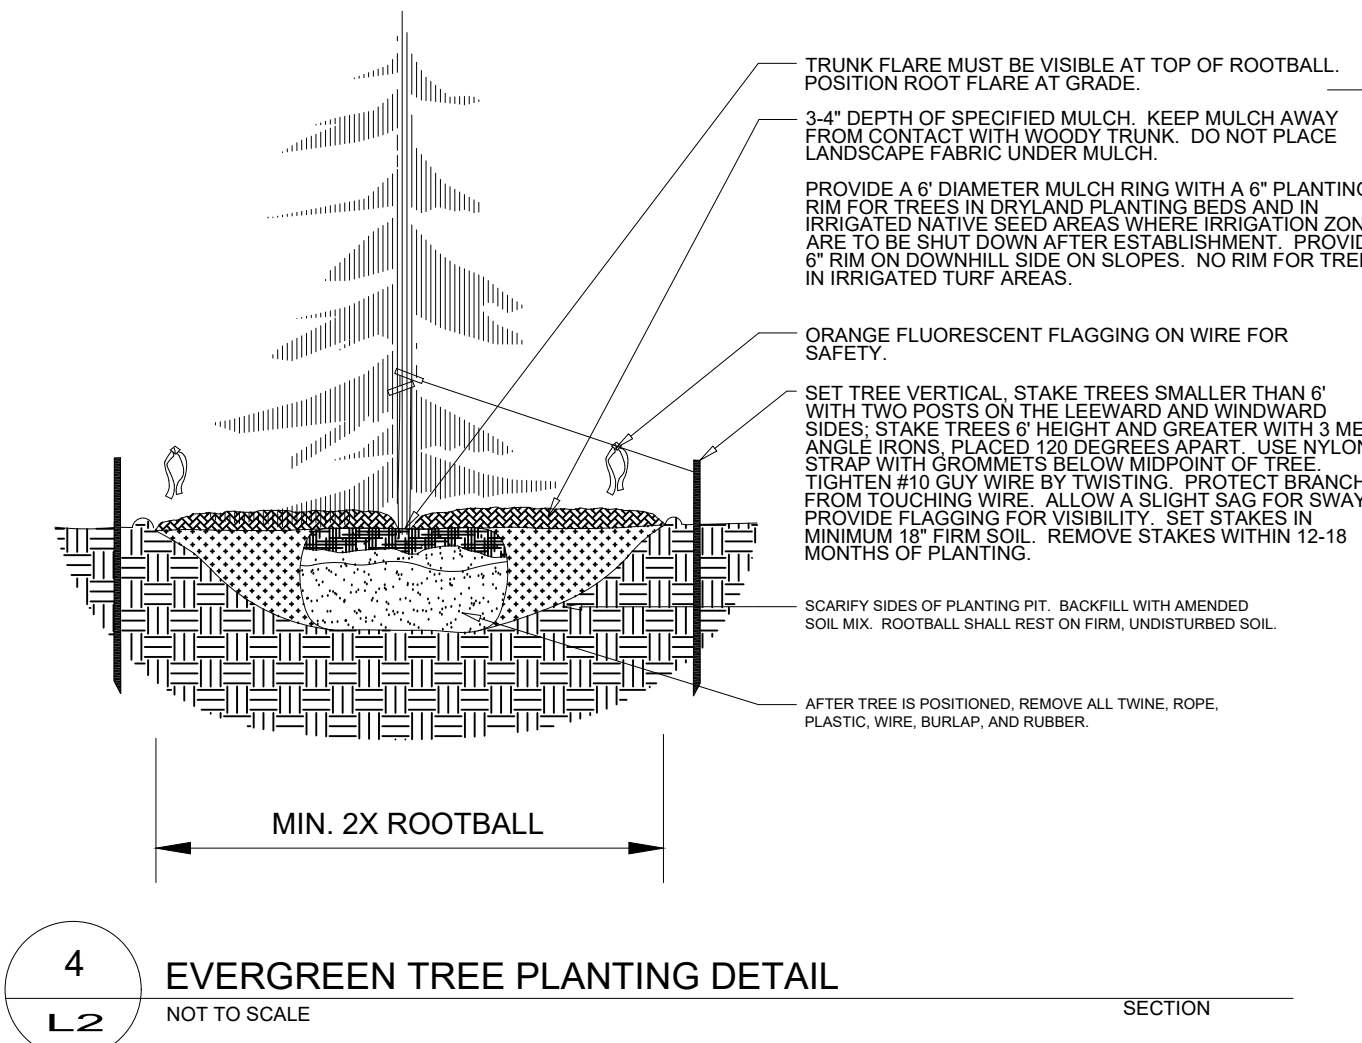 TRUNK FLARE MUST BE VISIBLE AT TOP OF ROOTBALL.
POSITION ROOT FLARE AT GRADE.
3-4" DEPTH OF SPECIFIED MULCH. KEEP MULCH AWAY
FROM CONTACT WITH WOODY TRUNK. DO NOT PLACE
LANDSCAPE FABRIC UNDER MULCH.
PROVIDE A 6' DIAMETER MULCH RING WITH A 6" PLANTING
RIM FOR TREES IN DRYLAND PLANTING BEDS AND IN
IRRIGATED NATIVE SEED AREAS WHERE IRRIGATION ZON
ARE TO BE SHUT DOWN AFTER ESTABLISHMENT. PROVID
6" RIM ON DOWNHILL SIDE ON SLOPES. NO RIM FOR TREE
IN IRRIGATED TURF AREAS.
ORANGE FLUORESCENT FLAGGING ON WIRE FOR
SAFETY.
SET TREE VERTICAL, STAKE TREES SMALLER THAN 6'
WITH TWO POSTS ON THE LEEWARD AND WINDWARD
SIDES; STAKE TREES 6' HEIGHT AND GREATER WITH 3 ME
ANGLE IRONS, PLACED 120 DEGREES APART. USE NYLON
STRAP WITH GROMMETS BELOW MIDPOINT OF TREE.
TIGHTEN #10 GUY WIRE BY TWISTING. PROTECT BRANCH
FROM TOUCHING WIRE. ALLOW A SLIGHT SAG FOR SWAY
PROVIDE FLAGGING FOR VISIBILITY. SET STAKES IN
MINIMUM 18" FIRM SOIL. REMOVE STAKES WITHIN 12-18
MONTHS OF PLANTING.
SCARIFY SIDES OF PLANTING PIT. BACKFILL WITH AMENDED
SOIL MIX. ROOTBALL SHALL REST ON FIRM, UNDISTURBED SOIL.
AFTER TREE IS POSITIONED, REMOVE ALL TWINE, ROPE,
PLASTIC, WIRE, BURLAP, AND RUBBER.
MIN. 2X ROOTBALL
4
L2
EVERGREEN TREE PLANTING DETAIL
NOT TO SCALE
SECTION